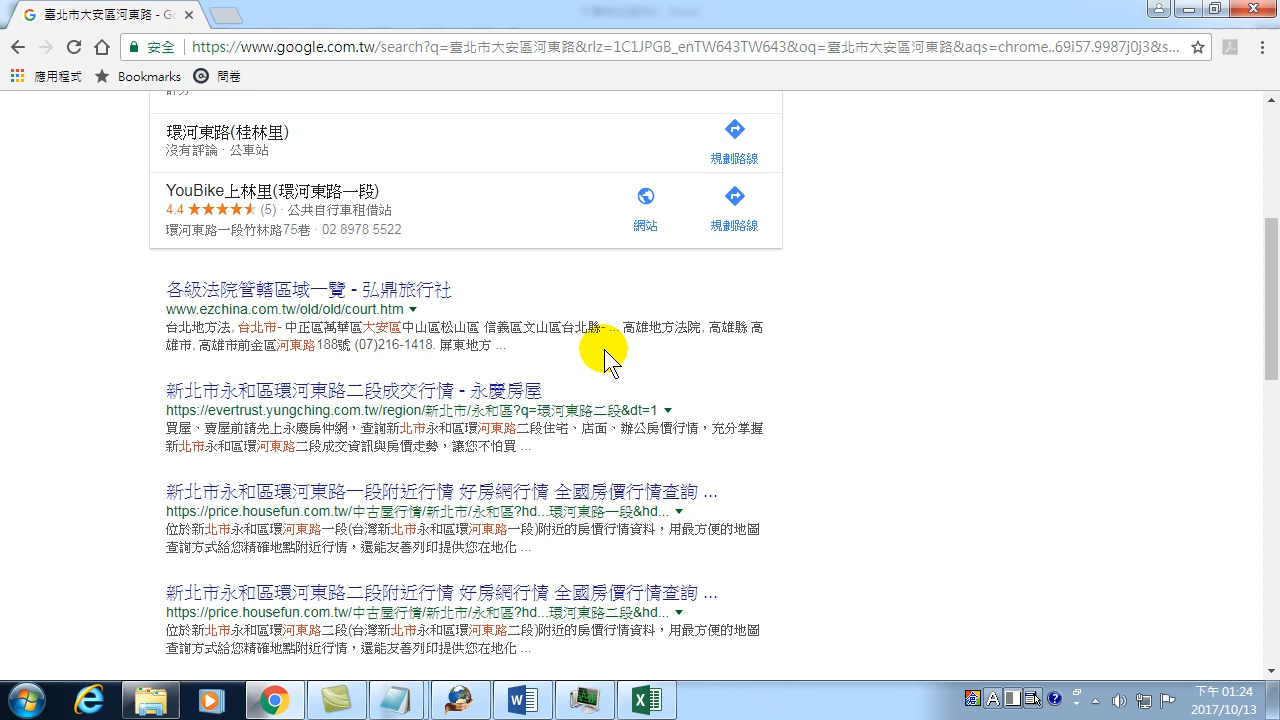 臺北市大安區河東路 - Go
安全
https://www.google.com.tw/search?q=臺北市大安區河東路&rlz=1C1JPGB_enTW643TW643&oq=臺北市大安區河東路&aqs=chrome..69i57.9987j0j3&s...
應用程式 Bookmarks 問卷
環河東路(桂林里)
沒有評論 · 公車站
規劃路線
YouBike上林里(環河東路一段)
4.4 ★★★★★ (5) · 公共自行車租借站
環河東路一段竹林路75巷 · 02 8978 5522
網站 規劃路線
各級法院管轄區域一覽 - 弘鼎旅行社
www.ezchina.com.tw/old/old/court.htm
台北地方法, 台北市- 中正區萬華區大安區中山區松山區 信義區文山區台北縣- ... 高雄地方法院, 高雄縣 高
雄市, 高雄市前金區河東路188號 (07)216-1418. 屏東地方 ...
新北市永和區環河東路二段成交行情 - 永慶房屋
https://evertrust.yungching.com.tw/region/新北市/永和區?q=環河東路二段&dt=1
買屋、賣屋前請先上永慶房仲網，查詢新北市永和區環河東路二段住宅、店面、辦公房價行情，充分掌握
新北市永和區環河東路二段成交資訊與房價走勢，讓您不怕買 ...
新北市永和區環河東路一段附近行情 好房網行情 全國房價行情查詢 ...
https://price.housefun.com.tw/中古屋行情/新北市/永和區?hd...環河東路一段&hd...
位於新北市永和區環河東路一段(台灣新北市永和區環河東路一段)附近的房價行情資料，用最方便的地圖
查詢方式給您精確地點附近行情，還能友善列印提供您在地化 ...
新北市永和區環河東路二段附近行情 好房網行情 全國房價行情查詢 ...
https://price.housefun.com.tw/中古屋行情/新北市/永和區?hd...環河東路二段&hd...
位於新北市永和區環河東路二段(台灣新北市永和區環河東路二段)附近的房價行情資料，用最方便的地圖
查詢方式給您精確地點附近行情，還能友善列印提供您在地化 ...
下午 01:24
2017/10/13